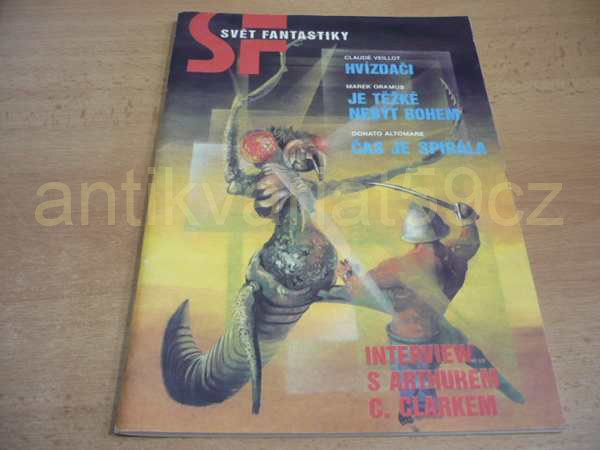 SF
SVĚT FANTASTIKY
CLAUDE VEILLOT
HVÍZDAČI
MAREK ORAMUS
JE TĚŽKÉ
NEBÝT BOHEM
DONATO ALTOMARE
ČAS JE SPIRÁLA
antikvariat59cz
INTERVIEW
S ARTHUREM
C. CLARKEM